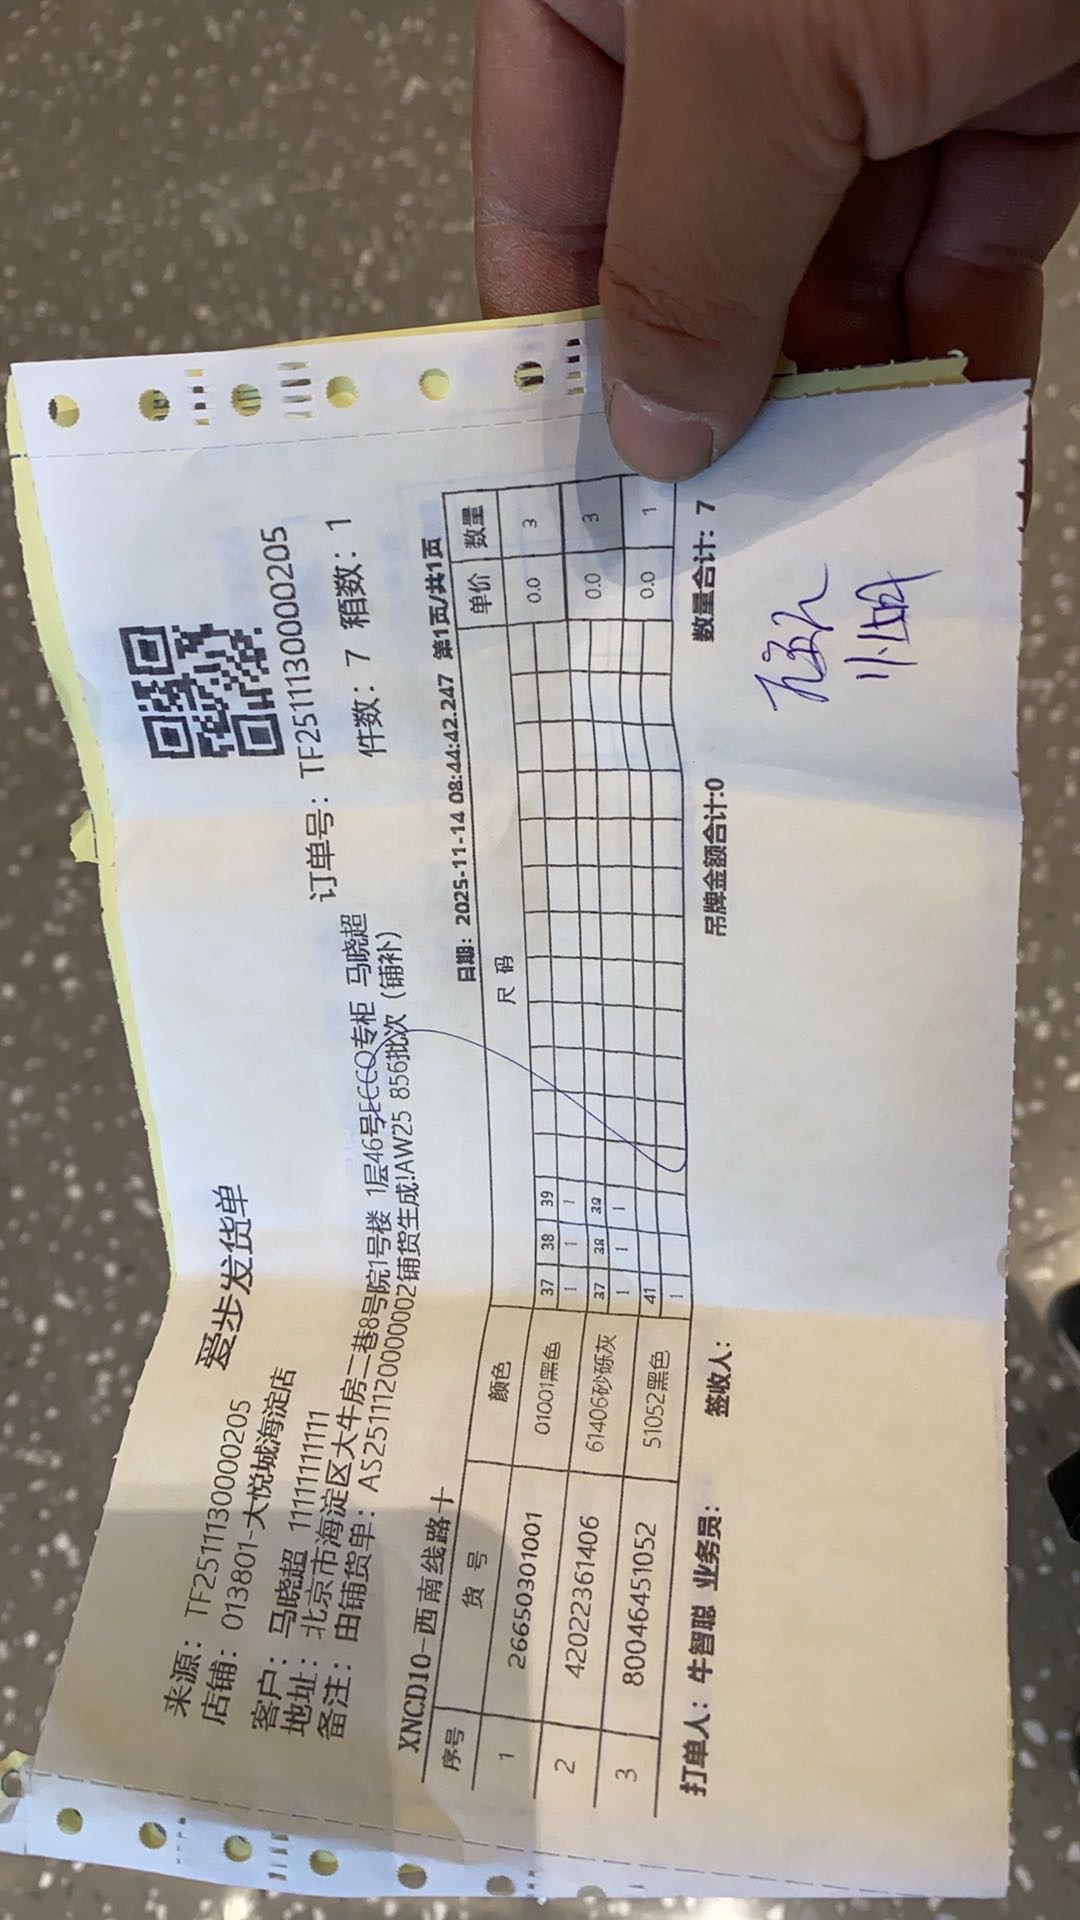 爱步发货单
来源：TF251113000205
店铺：013801-大悦城海淀店
订单号：TF251113000205
客户：马晓超 11111111111
件数：7 箱数：1
地址：北京市海淀区大牛房二巷8号院1号楼 1层46号ECCO专柜 马晓超
备注：由铺货单：AS251112000000２铺货生成!AW25 856批次（铺补）
XNCD10-西南线路十
日期：2025-11-14 08:44:42.247 第1页/共1页
序号 货号 颜色 尺码 单价 数量
37 38 39
1 26650301001 01001黑色 1 1 1 0.0 3
37 38 39
2 42022361406 61406砂砾灰 1 1 1 0.0 3
41
3 80046451052 51052黑色 1 0.0 1
打单人：牛智聪 业务员： 签收人： 吊牌金额合计:0 数量合计：7